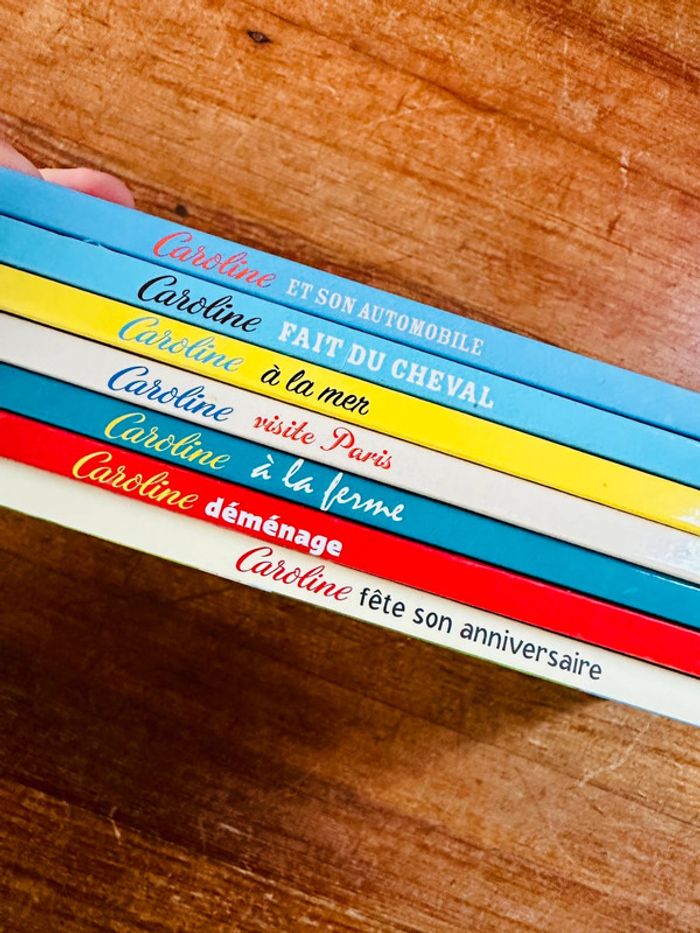 Caroline ET SON AUTOMOBILE
Caroline FAIT DU CHEVAL
Caroline à la mer
Caroline visite Paris
Caroline à la ferme
Caroline déménage
Caroline fête son anniversaire